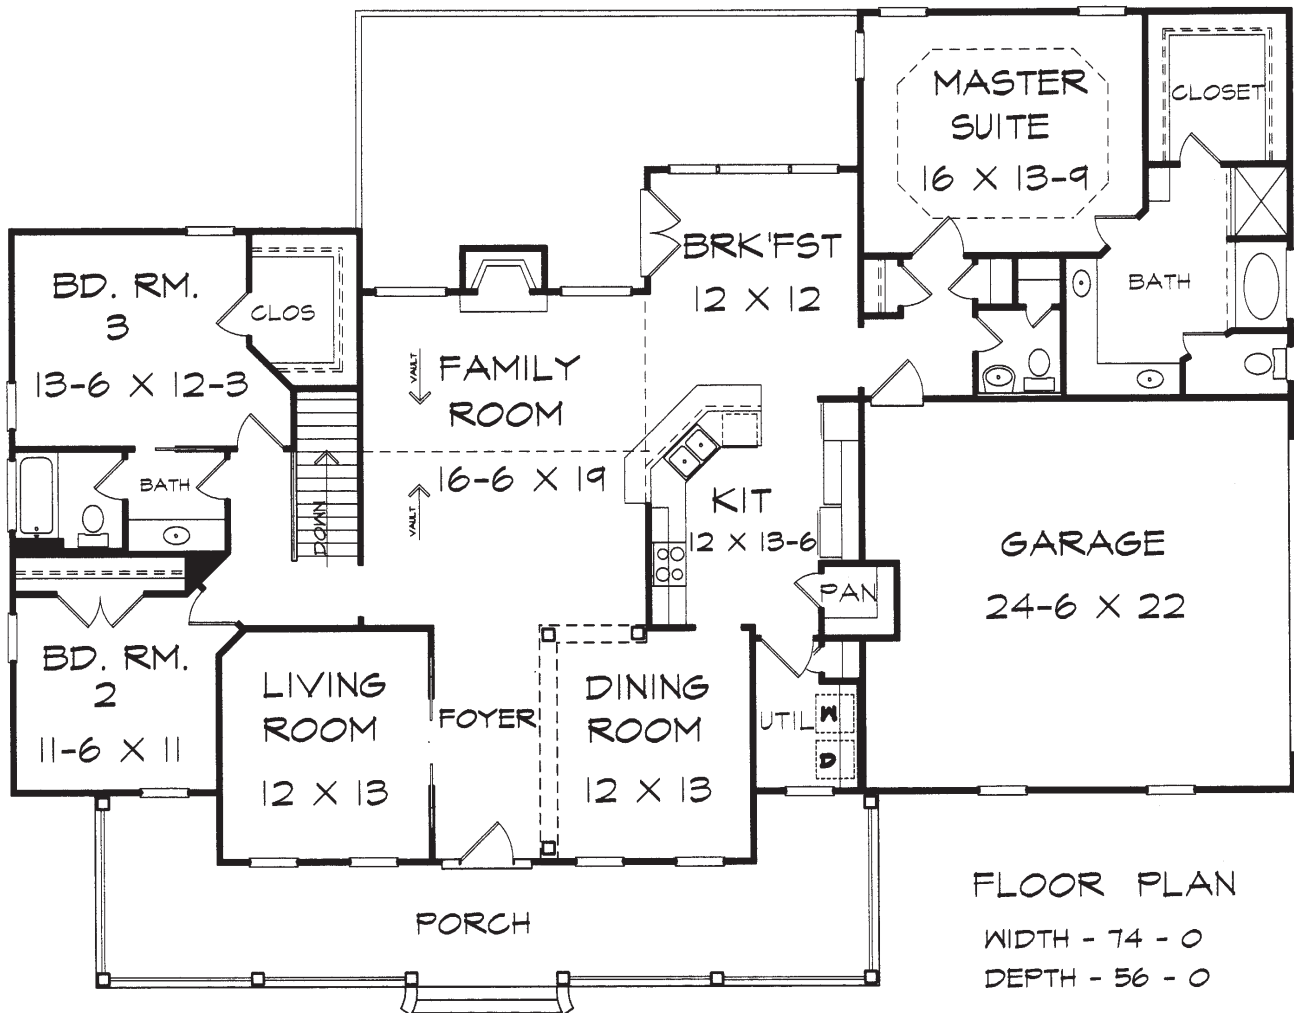 MASTER
SUITE
16 X 13-9
CLOSET
BRK'FST
12 X 12
BATH
BD. RM.
3
13-6 X 12-3
CLOS
FAMILY
ROOM
16-6 X 19
VAULT
VAULT
DOWN
BATH
KIT
12 X 13-6
PAN
GARAGE
24-6 X 22
BD. RM.
2
11-6 X 11
LIVING
ROOM
12 X 13
FOYER
DINING
ROOM
12 X 13
UTIL
W
D
PORCH
FLOOR PLAN
WIDTH - 74 - 0
DEPTH - 56 - 0